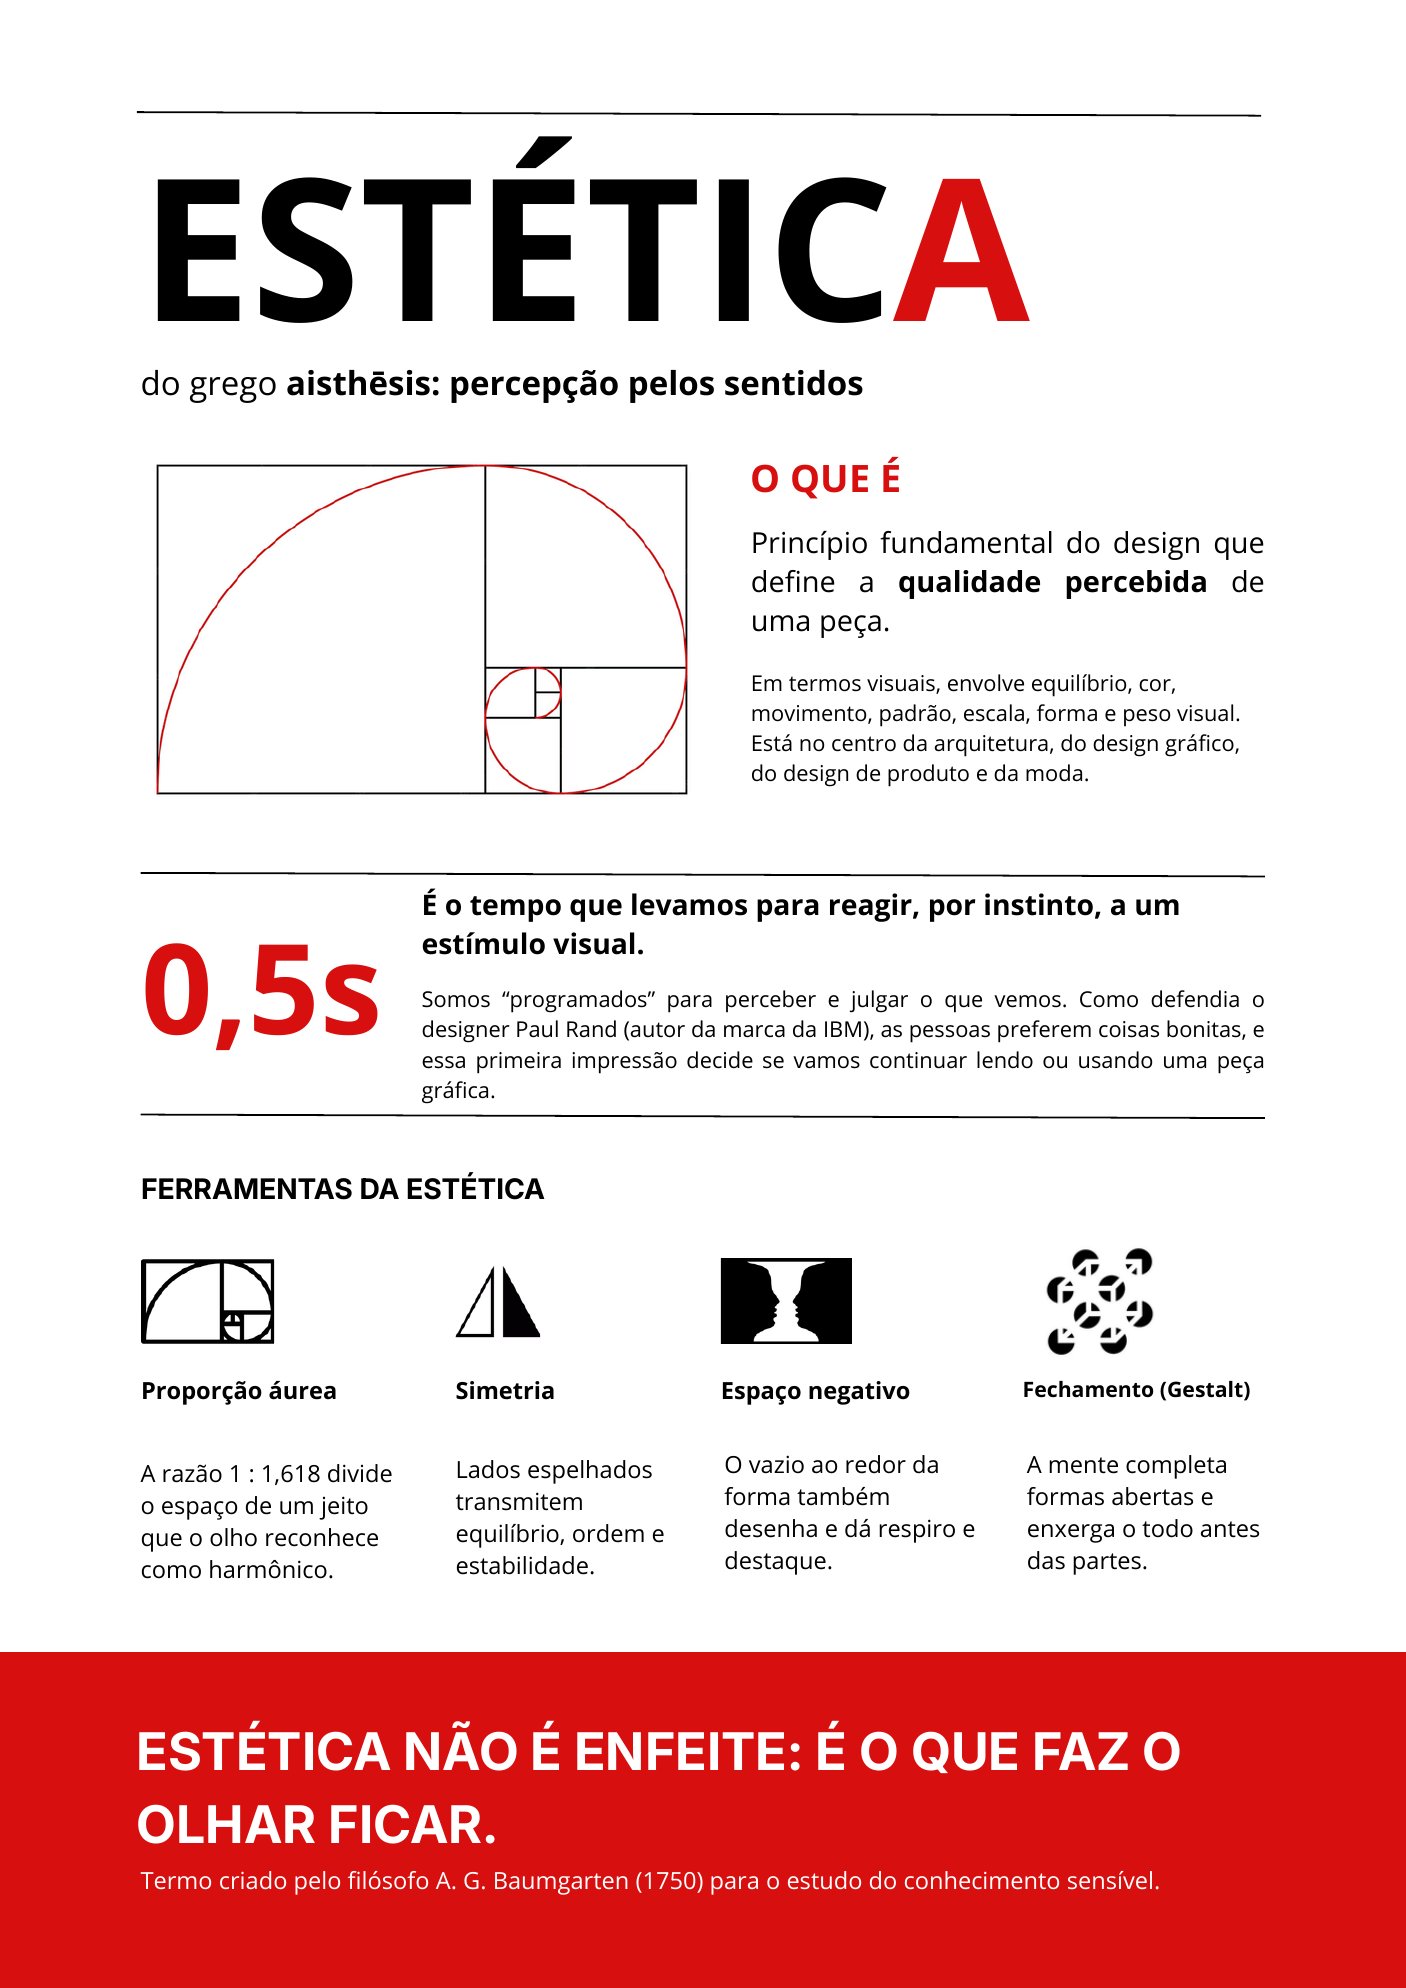 ESTÉTICA
do grego aisthēsis: percepção pelos sentidos
O QUE É
Princípio fundamental do design que
define a qualidade percebida de
uma peça.
Em termos visuais, envolve equilíbrio, cor,
movimento, padrão, escala, forma e peso visual.
Está no centro da arquitetura, do design gráfico,
do design de produto e da moda.
0,5s
É o tempo que levamos para reagir, por instinto, a um
estímulo visual.
Somos “programados” para perceber e julgar o que vemos. Como defendia o
designer Paul Rand (autor da marca da IBM), as pessoas preferem coisas bonitas, e
essa primeira impressão decide se vamos continuar lendo ou usando uma peça
gráfica.
FERRAMENTAS DA ESTÉTICA
Proporção áurea
A razão 1 : 1,618 divide
o espaço de um jeito
que o olho reconhece
como harmônico.
Simetria
Lados espelhados
transmitem
equilíbrio, ordem e
estabilidade.
Espaço negativo
O vazio ao redor da
forma também
desenha e dá respiro e
destaque.
Fechamento (Gestalt)
A mente completa
formas abertas e
enxerga o todo antes
das partes.
ESTÉTICA NÃO É ENFEITE: É O QUE FAZ O
OLHAR FICAR.
Termo criado pelo filósofo A. G. Baumgarten (1750) para o estudo do conhecimento sensível.